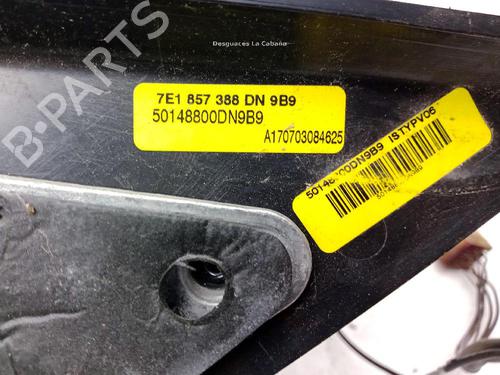 Desguaces La Cabaña
B-PARTS
7E1 857 388 DN 9B9
50148800DN9B9
A170703084625
50148800DN9B9 ISTYPV06